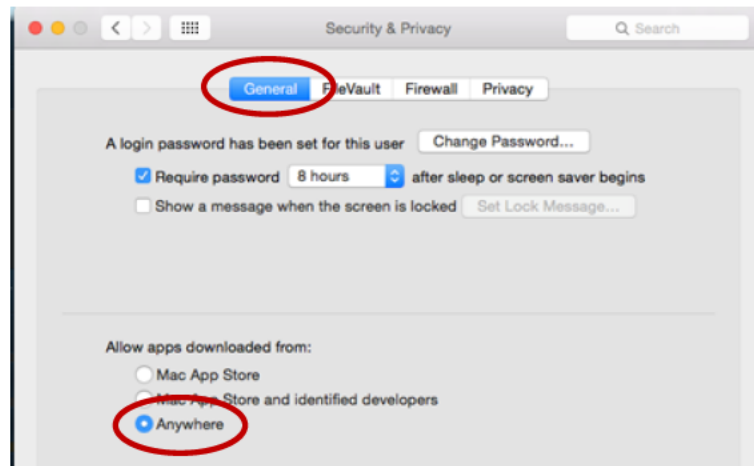 Security & Privacy
Search
General FileVault Firewall Privacy
A login password has been set for this user Change Password...
Require password 8 hours after sleep or screen saver begins
Show a message when the screen is locked Set Lock Message...
Allow apps downloaded from:
Mac App Store
Mac App Store and identified developers
Anywhere